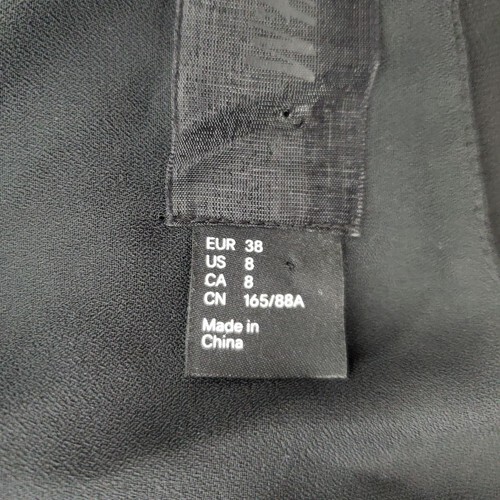 EUR 38
US 8
CA 8
CN 165/88A
Made in
China